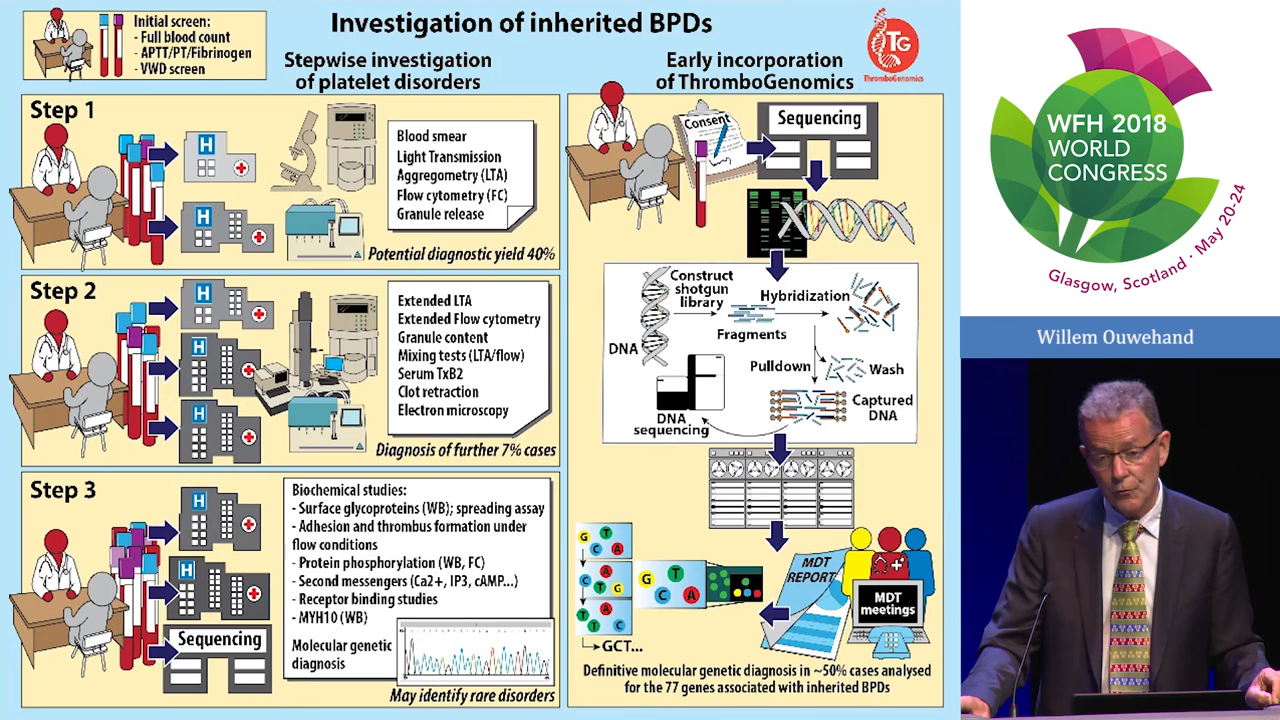 Initial screen:
- Full blood count
- APTT/PT/Fibrinogen
- VWD screen
Investigation of inherited BPDs
Stepwise investigation
of platelet disorders
Early incorporation
of ThromboGenomics
TG
ThromboGenomics
Step 1
H
H
Blood smear
Light Transmission
Aggregometry (LTA)
Flow cytometry (FC)
Granule release
Potential diagnostic yield 40%
Step 2
H
H
H
Extended LTA
Extended Flow cytometry
Granule content
Mixing tests (LTA/flow)
Serum TxB2
Clot retraction
Electron microscopy
Diagnosis of further 7% cases
Step 3
H
H
Sequencing
Biochemical studies:
- Surface glycoproteins (WB); spreading assay
- Adhesion and thrombus formation under
flow conditions
- Protein phosphorylation (WB, FC)
- Second messengers (Ca2+, IP3, cAMP...)
- Receptor binding studies
- MYH10 (WB)
Molecular genetic
diagnosis
May identify rare disorders
Consent
Sequencing
Construct
shotgun
library
Hybridization
Fragments
DNA
Pulldown
Wash
Captured
DNA
DNA
sequencing
G T
C A
A
C T G
A
T T C
GCT...
G T
C A
MDT
REPORT
MDT
meetings
Definitive molecular genetic diagnosis in ~50% cases analysed
for the 77 genes associated with inherited BPDs
WFH 2018
WORLD
CONGRESS
Glasgow, Scotland · May 20-24
Willem Ouwehand